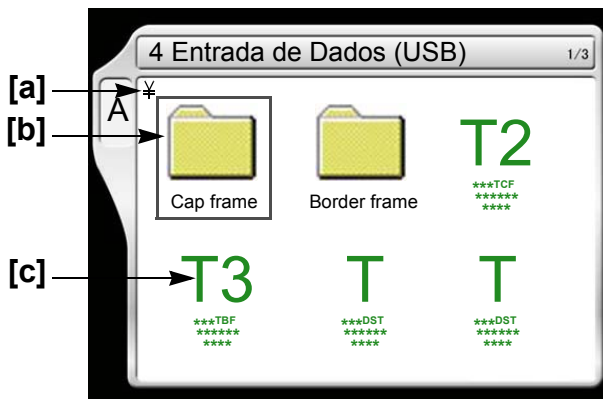 4 Entrada de Dados (USB) 1/3
[a] ¥
A
[b]
Cap frame Border frame T2
***TCF
******
****
[c] T3 T T
***TBF ***DST ***DST
****** ****** ******
**** **** ****